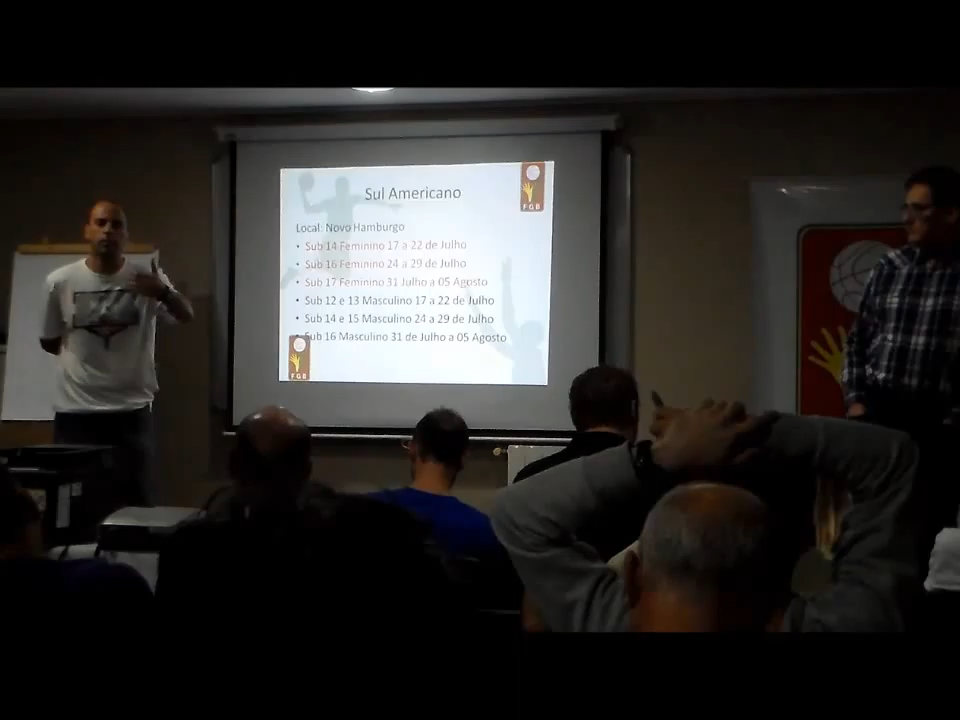 Sul Americano
FGB
Local: Novo Hamburgo
• Sub 14 Feminino 17 a 22 de Julho
• Sub 16 Feminino 24 a 29 de Julho
• Sub 17 Feminino 31 Julho a 05 Agosto
• Sub 12 e 13 Masculino 17 a 22 de Julho
• Sub 14 e 15 Masculino 24 a 29 de Julho
• Sub 16 Masculino 31 de Julho a 05 Agosto
FGB